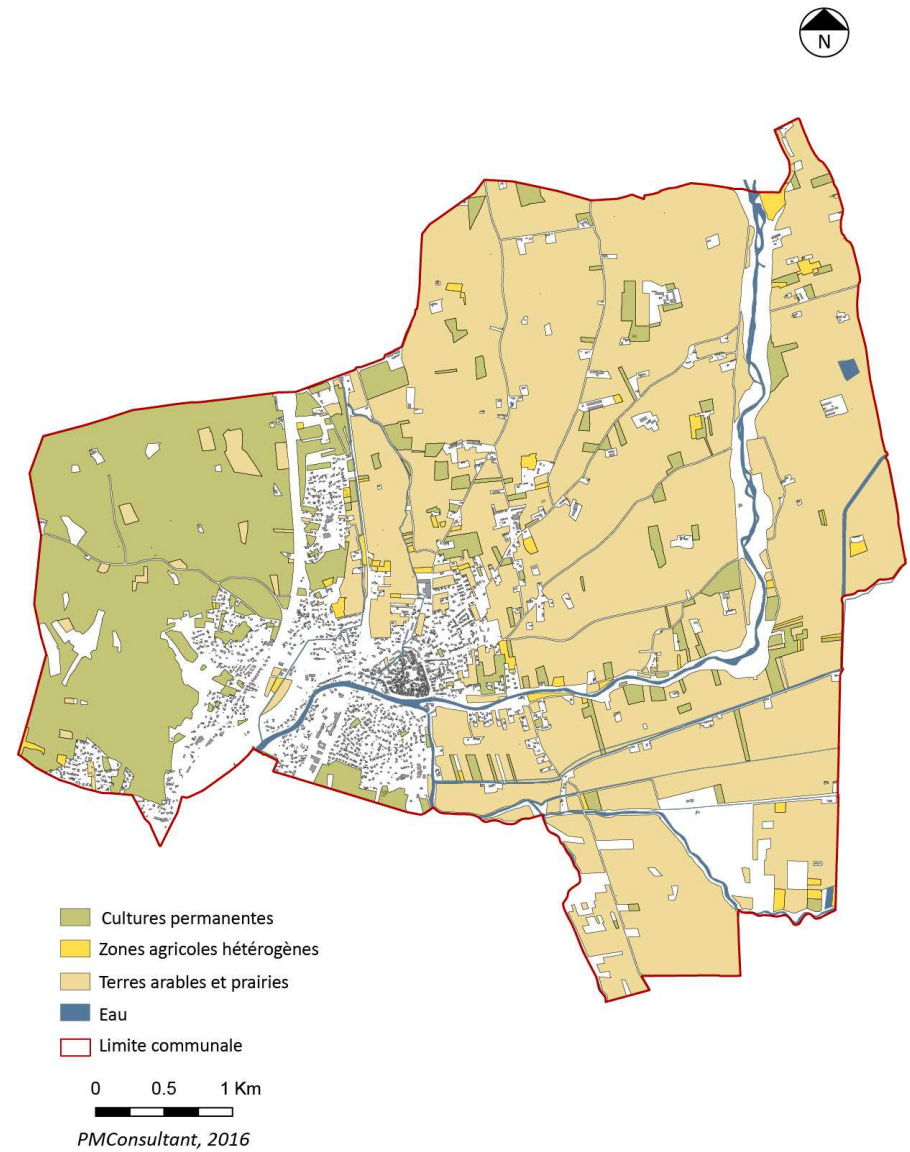 N
Cultures permanentes
Zones agricoles hétérogènes
Terres arables et prairies
Eau
Limite communale
0 0.5 1 Km
PMConsultant, 2016